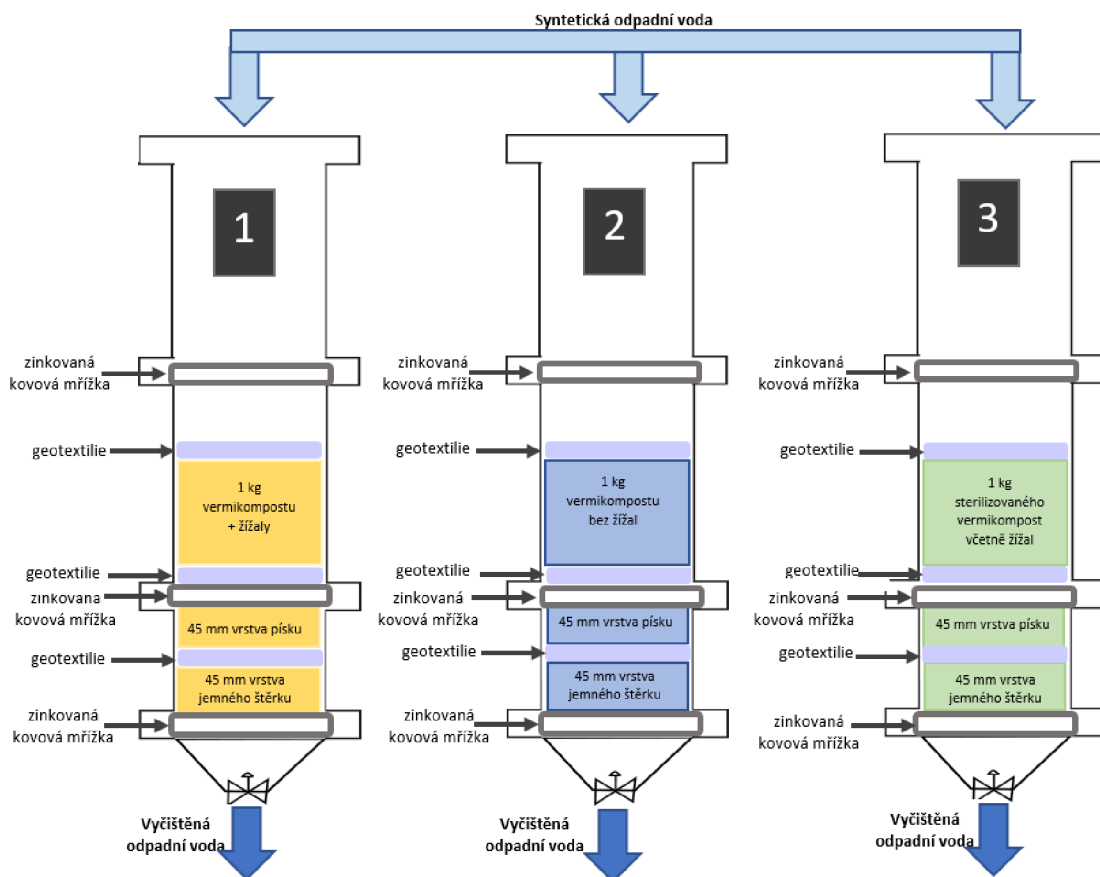 Syntetická odpadní voda
1
zinkovaná
kovová mřížka
geotextilie
1 kg
vermikompostu
+ žížaly
geotextilie
zinkovana
kovová mřížka
45 mm vrstva písku
geotextilie
45 mm vrstva
jemného štěrku
zinkovaná
kovová mřížka
Vyčištěná
odpadní voda
2
zinkovaná
kovová mřížka
geotextilie
1 kg
vermikompostu
bez žížal
geotextilie
zinkovaná
kovová mřížka
45 mm vrstva písku
geotextilie
45 mm vrstva
jemného štěrku
zinkovaná
kovová mřížka
Vyčištěná
odpadní voda
3
zinkovaná
kovová mřížka
geotextilie
1 kg
sterilizovaného
vermikompost
včetně žížal
geotextilie
zinkovaná
kovová mřížka
45 mm vrstva písku
geotextilie
45 mm vrstva
jemného štěrku
zinkovaná
kovová mřížka
Vyčištěná
odpadní voda